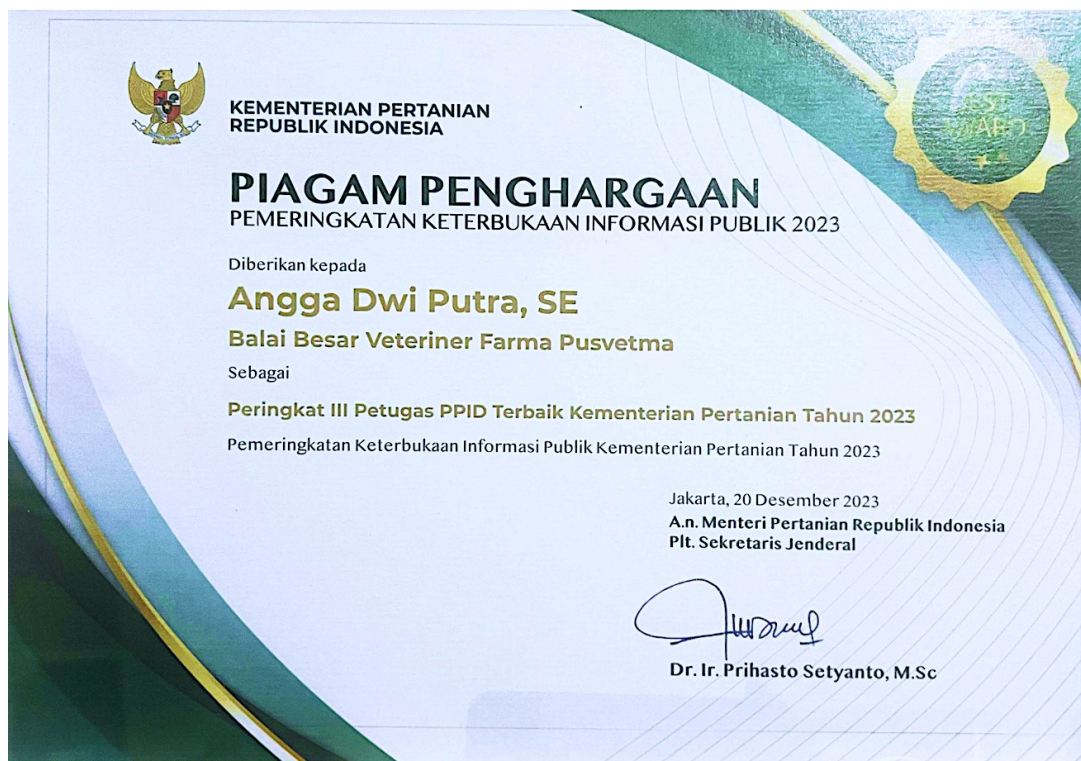 KEMENTERIAN PERTANIAN
REPUBLIK INDONESIA
BEST
AWARD
PIAGAM PENGHARGAAN
PEMERINGKATAN KETERBUKAAN INFORMASI PUBLIK 2023
Diberikan kepada
Angga Dwi Putra, SE
Balai Besar Veteriner Farma Pusvetma
Sebagai
Peringkat III Petugas PPID Terbaik Kementerian Pertanian Tahun 2023
Pemeringkatan Keterbukaan Informasi Publik Kementerian Pertanian Tahun 2023
Jakarta, 20 Desember 2023
A.n. Menteri Pertanian Republik Indonesia
Plt. Sekretaris Jenderal
Dr. Ir. Prihasto Setyanto, M.Sc